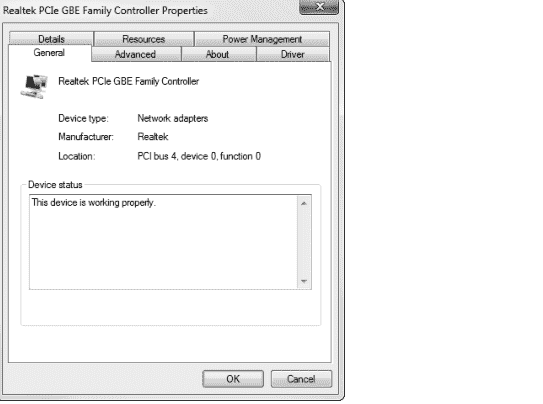 Realtek PCIe GBE Family Controller Properties
Details Resources Power Management
General Advanced About Driver
Realtek PCIe GBE Family Controller
Device type: Network adapters
Manufacturer: Realtek
Location: PCI bus 4, device 0, function 0
Device status
This device is working properly.
OK Cancel